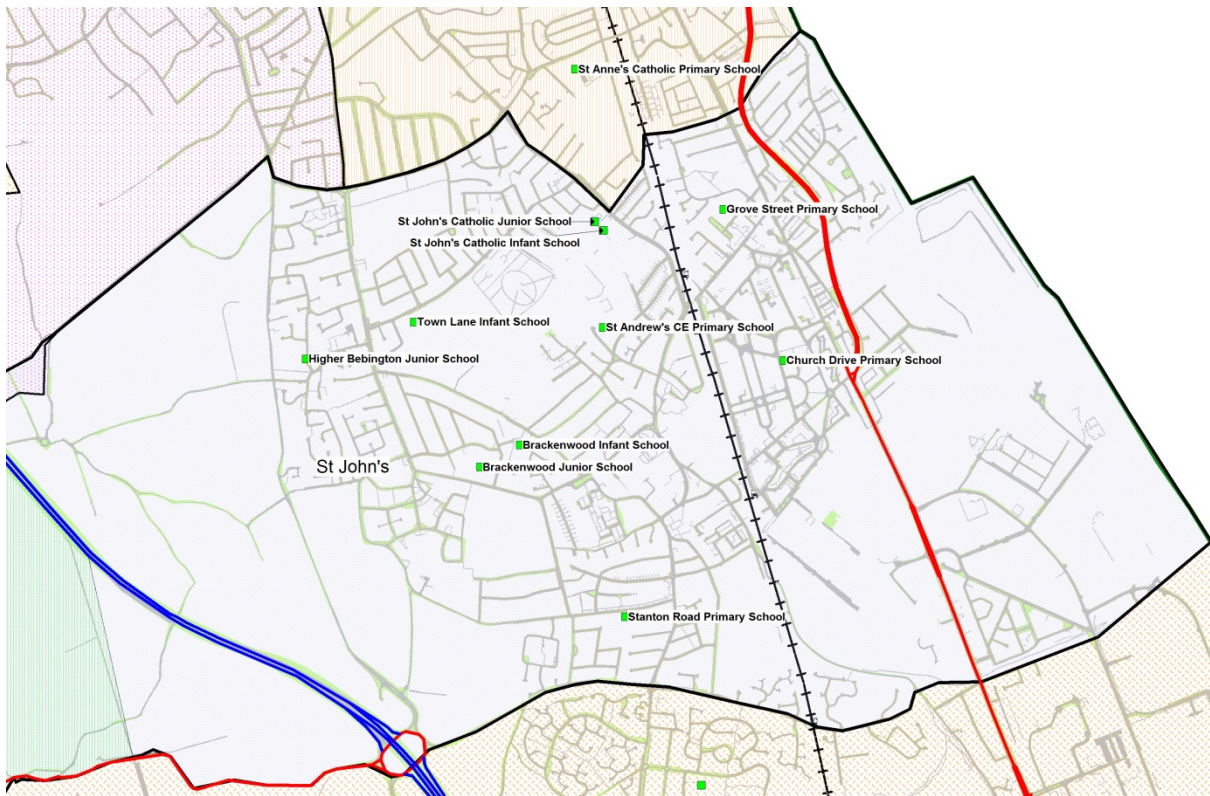 St Anne's Catholic Primary School
Grove Street Primary School
St John's Catholic Junior School
St John's Catholic Infant School
Town Lane Infant School
St Andrew's CE Primary School
Higher Bebington Junior School
Church Drive Primary School
Brackenwood Infant School
St John's
Brackenwood Junior School
Stanton Road Primary School